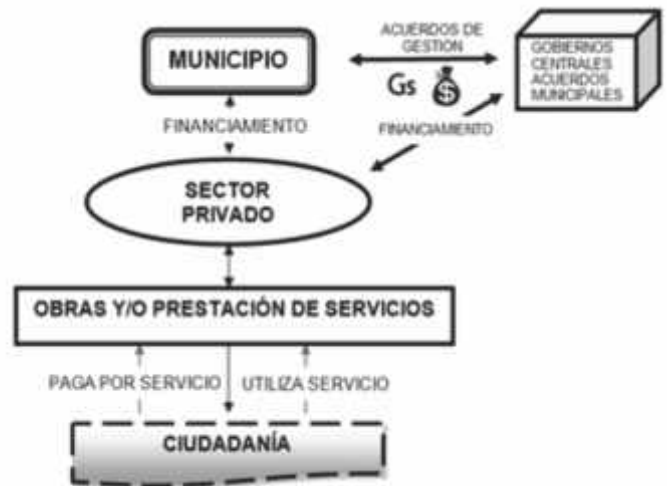 MUNICIPIO
ACUERDOS DE
GESTIÓN
Gs $
GOBIERNOS
CENTRALES
ACUERDOS
MUNICIPALES
FINANCIAMIENTO
FINANCIAMIENTO
SECTOR
PRIVADO
OBRAS Y/O PRESTACIÓN DE SERVICIOS
PAGA POR SERVICIO
UTILIZA SERVICIO
CIUDADANÍA